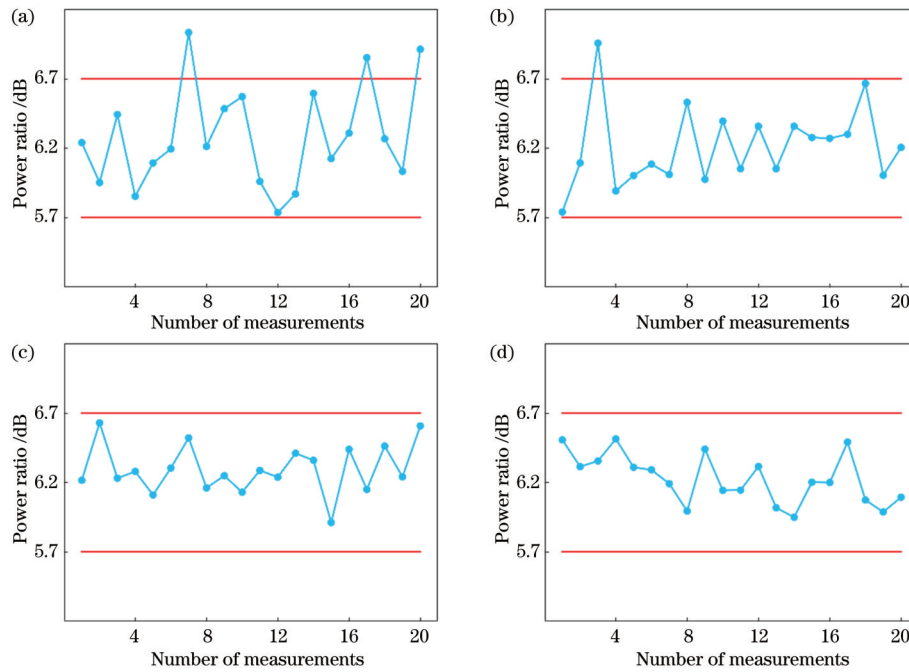 (a)
Power ratio /dB
6.7
6.2
5.7
4 8 12 16 20
Number of measurements
(b)
Power ratio /dB
6.7
6.2
5.7
4 8 12 16 20
Number of measurements
(c)
Power ratio /dB
6.7
6.2
5.7
4 8 12 16 20
Number of measurements
(d)
Power ratio /dB
6.7
6.2
5.7
4 8 12 16 20
Number of measurements